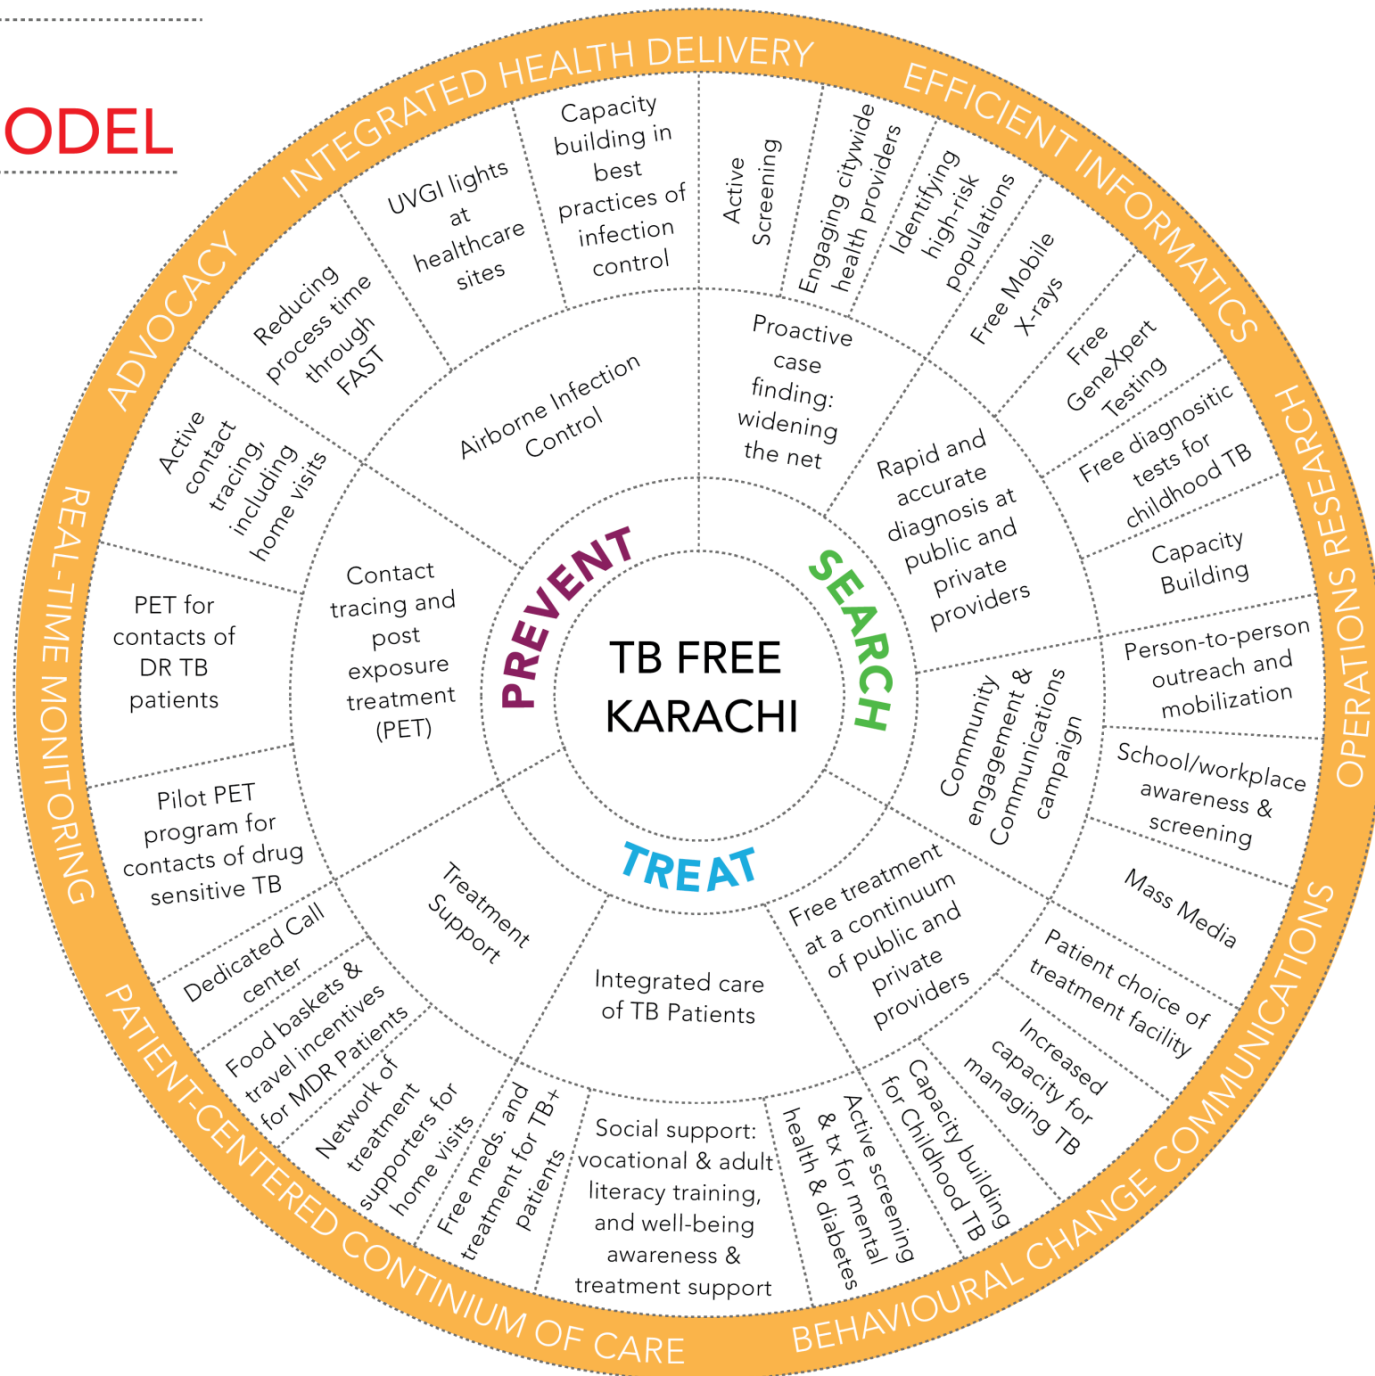 ODEL
INTEGRATED HEALTH DELIVERY
EFFICIENT INFORMATICS
OPERATIONS RESEARCH
BEHAVIOURAL CHANGE COMMUNICATIONS
PATIENT-CENTERED CONTINIUM OF CARE
REAL-TIME MONITORING
ADVOCACY
TB FREE
KARACHI
SEARCH
Proactive
case
finding:
widening
the net
Active
Screening
Engaging citywide
health providers
Identifying
high-risk
populations
Rapid and
accurate
diagnosis at
public and
private
providers
Free Mobile
X-rays
Free
GeneXpert
Testing
Free diagnositic
tests for
childhood TB
Capacity
Building
Community
engagement &
Communications
campaign
Person-to-person
outreach and
mobilization
School/workplace
awareness &
screening
Mass Media
TREAT
Free treatment
at a continuum
of public and
private
providers
Patient choice of
treatment facility
Increased
capacity for
managing TB
Capacity building
for Childhood TB
Integrated care
of TB Patients
Active screening
& tx for mental
health & diabetes
Social support:
vocational & adult
literacy training,
and well-being
awareness &
treatment support
Free meds. and
treatment for TB+
patients
Treatment
Support
Network of
treatment
supporters for
home visits
Food baskets &
travel incentives
for MDR Patients
Dedicated Call
center
PREVENT
Contact
tracing and
post
exposure
treatment
(PET)
Pilot PET
program for
contacts of drug
sensitive TB
PET for
contacts of
DR TB
patients
Active
contact
tracing,
including
home visits
Airborne Infection
Control
Reducing
process time
through
FAST
UVGI lights
at
healthcare
sites
Capacity
building in
best
practices of
infection
control